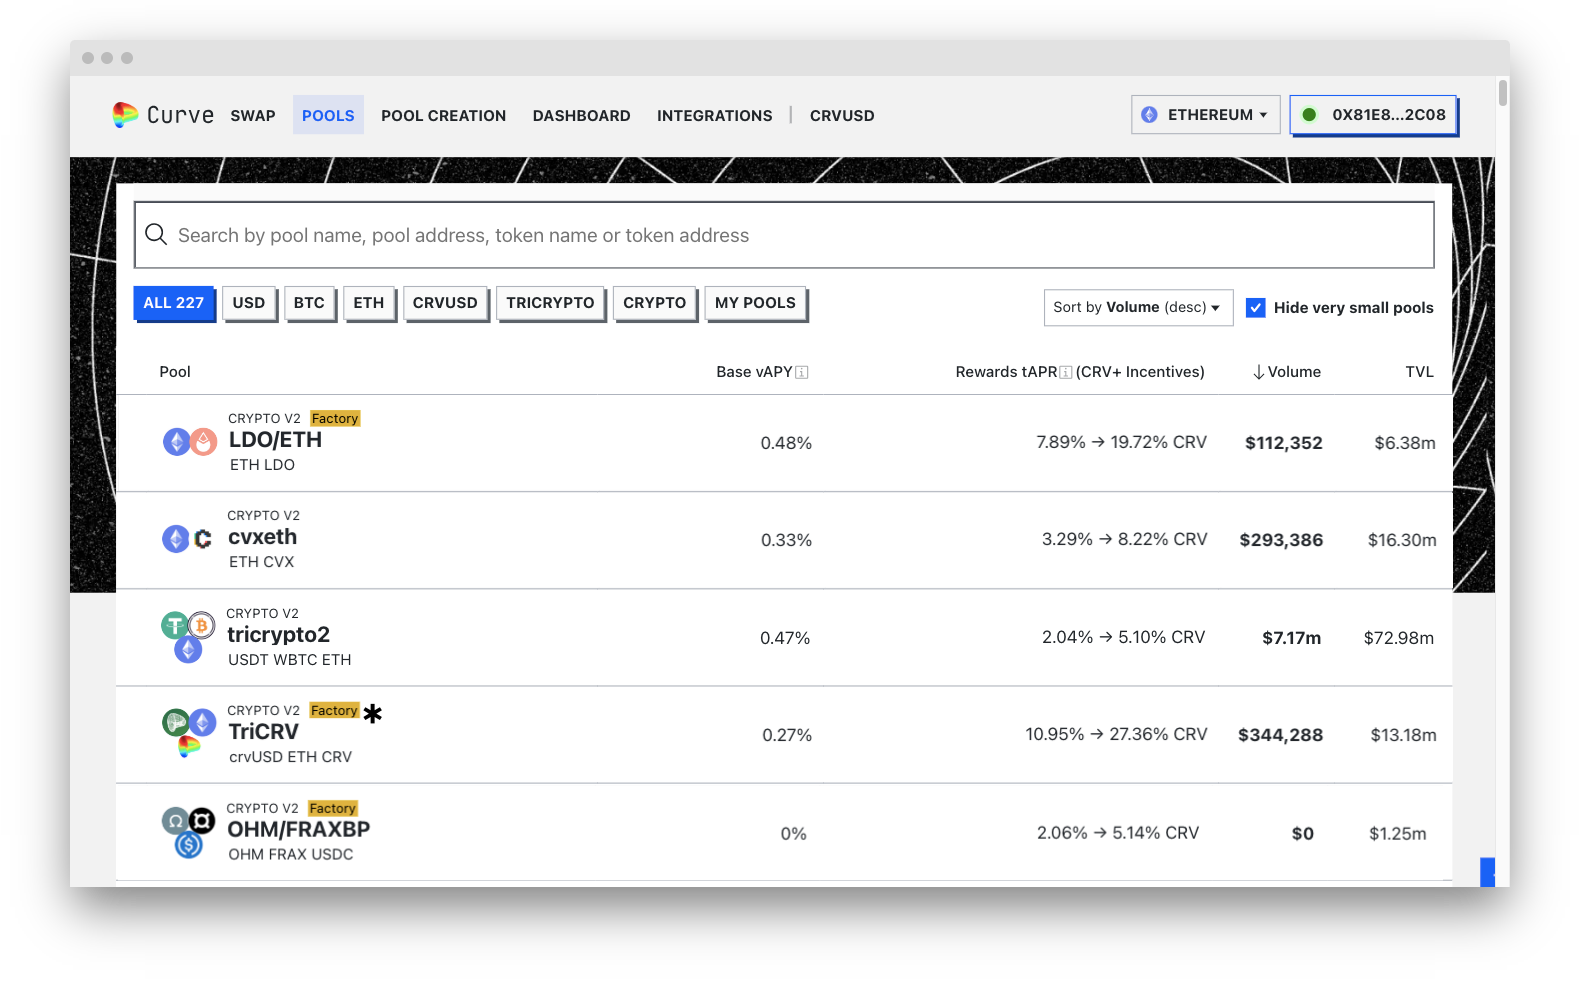 Curve SWAP POOLS POOL CREATION DASHBOARD INTEGRATIONS | CRVUSD ETHEREUM 0X81E8...2C08
Search by pool name, pool address, token name or token address
ALL 227 USD BTC ETH CRVUSD TRICRYPTO CRYPTO MY POOLS Sort by Volume (desc) Hide very small pools
Pool Base vAPY Rewards tAPR (CRV+ Incentives) ↓ Volume TVL
CRYPTO V2 Factory
LDO/ETH 0.48% 7.89% → 19.72% CRV $112,352 $6.38m
ETH LDO
CRYPTO V2
cvxeth 0.33% 3.29% → 8.22% CRV $293,386 $16.30m
ETH CVX
CRYPTO V2
tricrypto2 0.47% 2.04% → 5.10% CRV $7.17m $72.98m
USDT WBTC ETH
CRYPTO V2 Factory *
TriCRV 0.27% 10.95% → 27.36% CRV $344,288 $13.18m
crvUSD ETH CRV
CRYPTO V2 Factory
OHM/FRAXBP 0% 2.06% → 5.14% CRV $0 $1.25m
OHM FRAX USDC